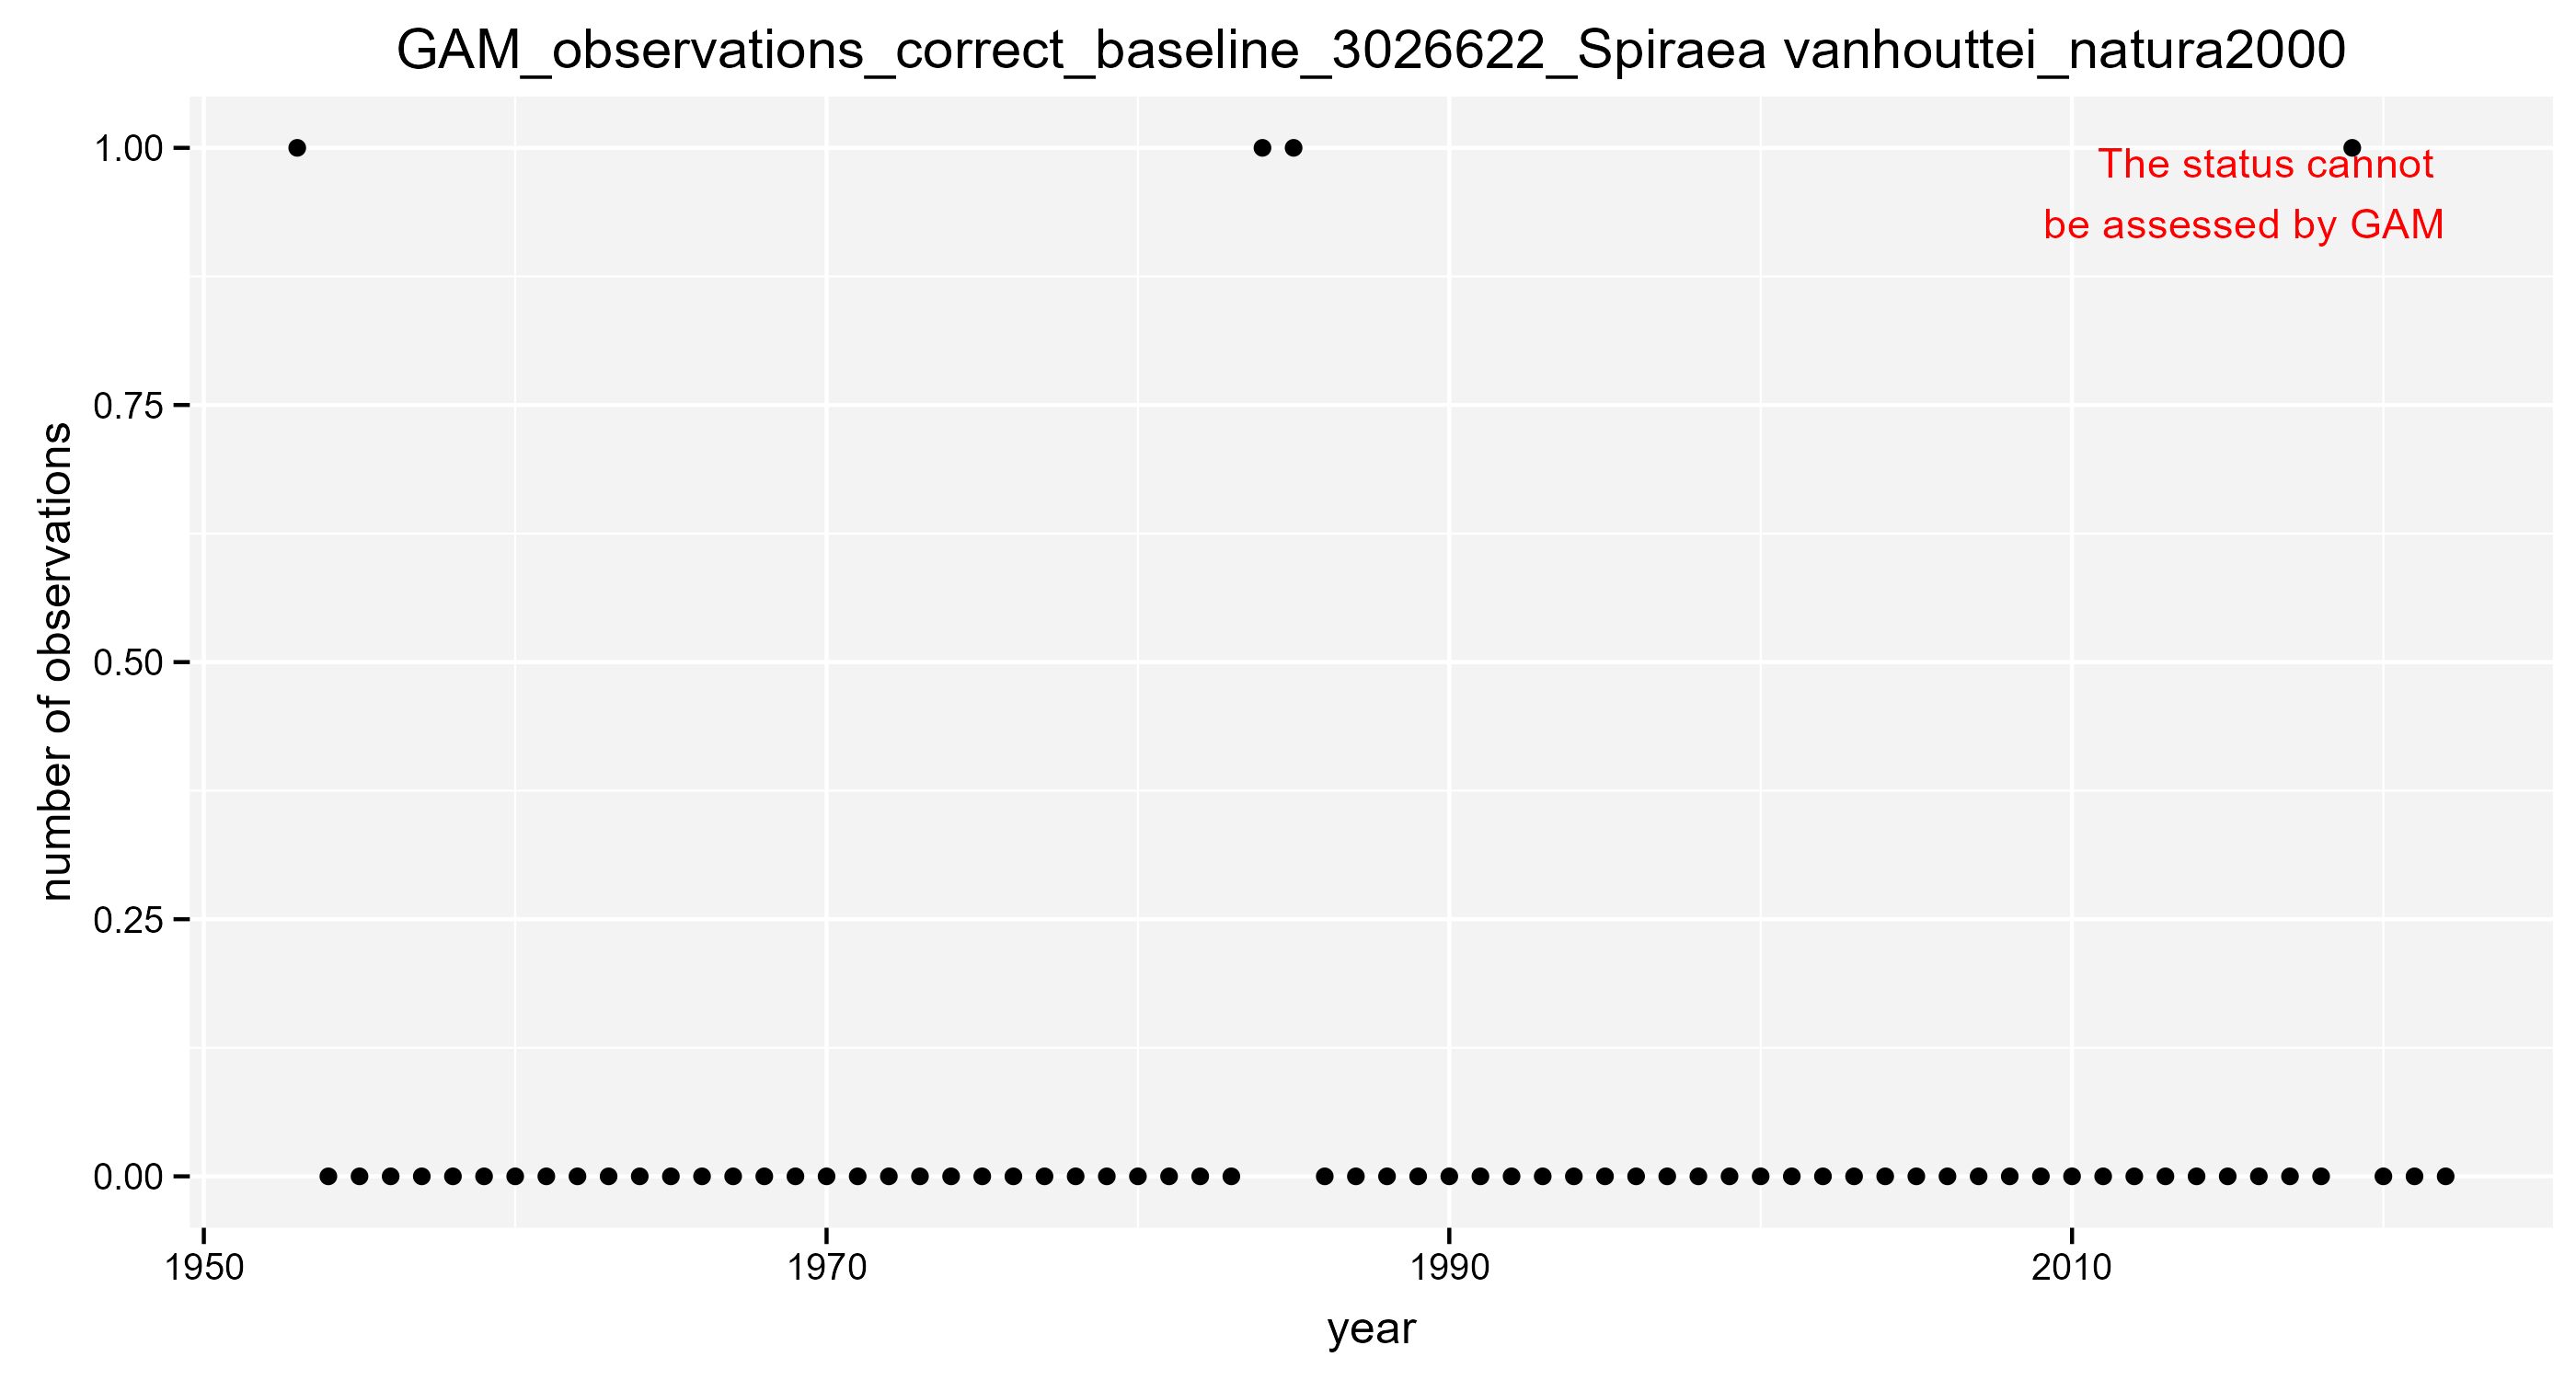 GAM_observations_correct_baseline_3026622_Spiraea vanhouttei_natura2000
1.00
The status cannot
be assessed by GAM
0.75
number of observations
0.50
0.25
0.00
1950 1970 1990 2010
year